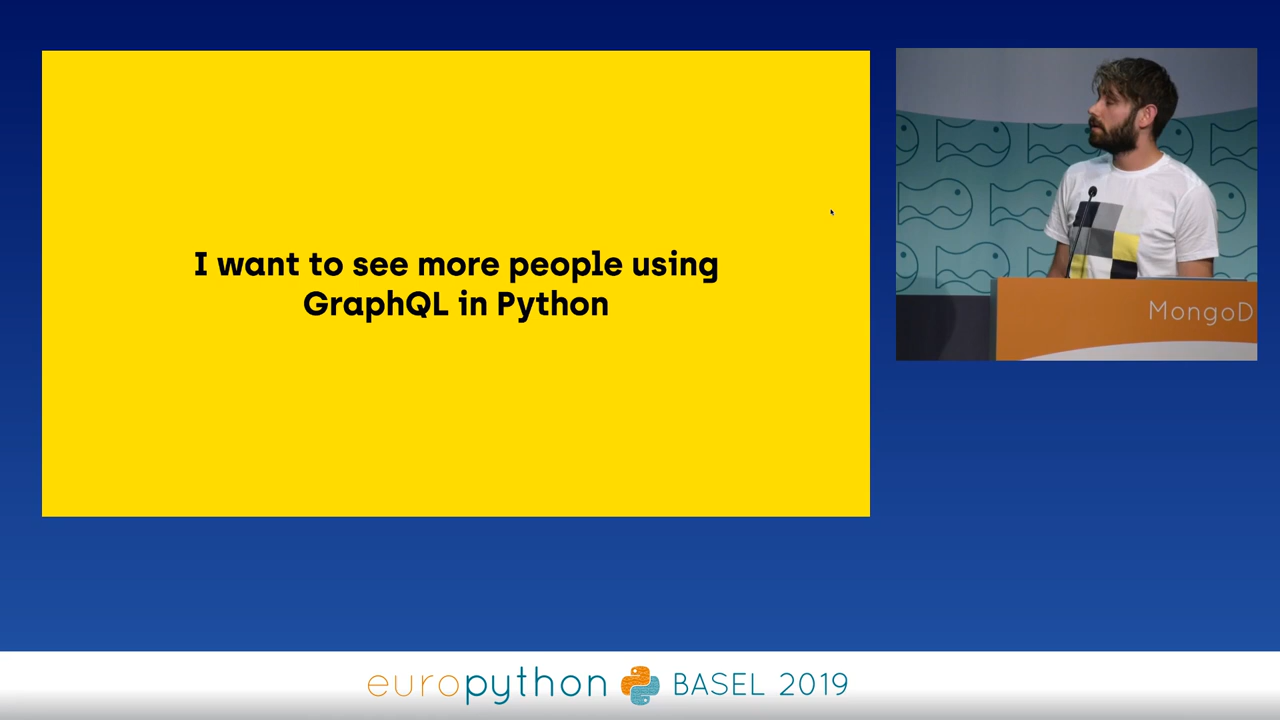 I want to see more people using
GraphQL in Python
MongoD
europython BASEL 2019